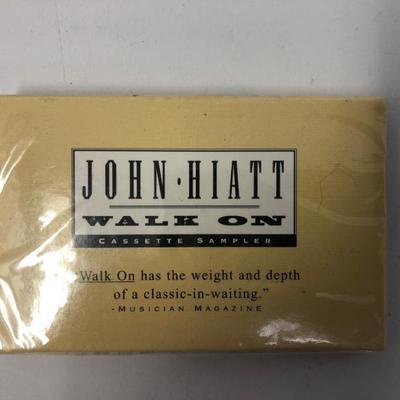 JOHN • HIATT
WALK ON
CASSETTE SAMPLER
"Walk On has the weight and depth
of a classic-in-waiting."
-MUSICIAN MAGAZINE